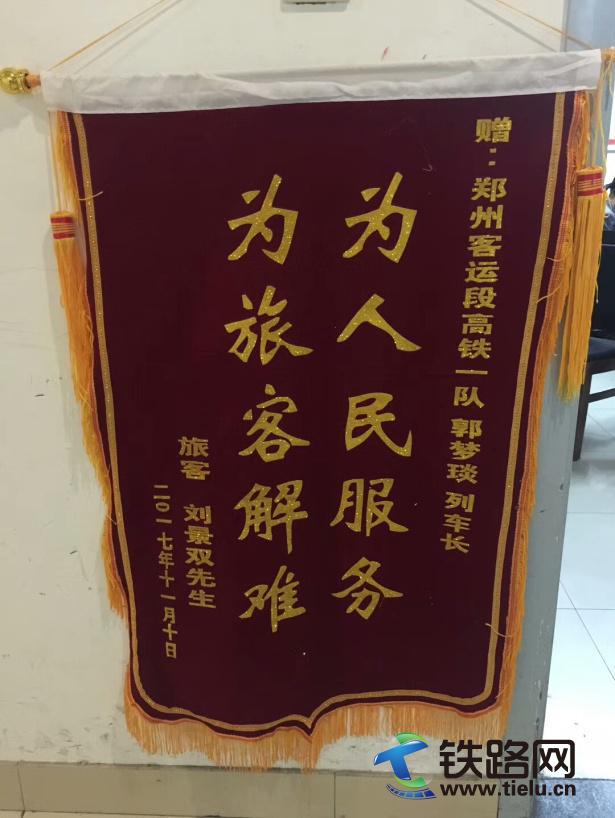 赠：郑州客运段高铁一队 郭梦琰 列车长
为人民服务
为旅客解难
旅客 刘景双先生
二〇一七年十一月十日
铁路网
www.tielu.cn